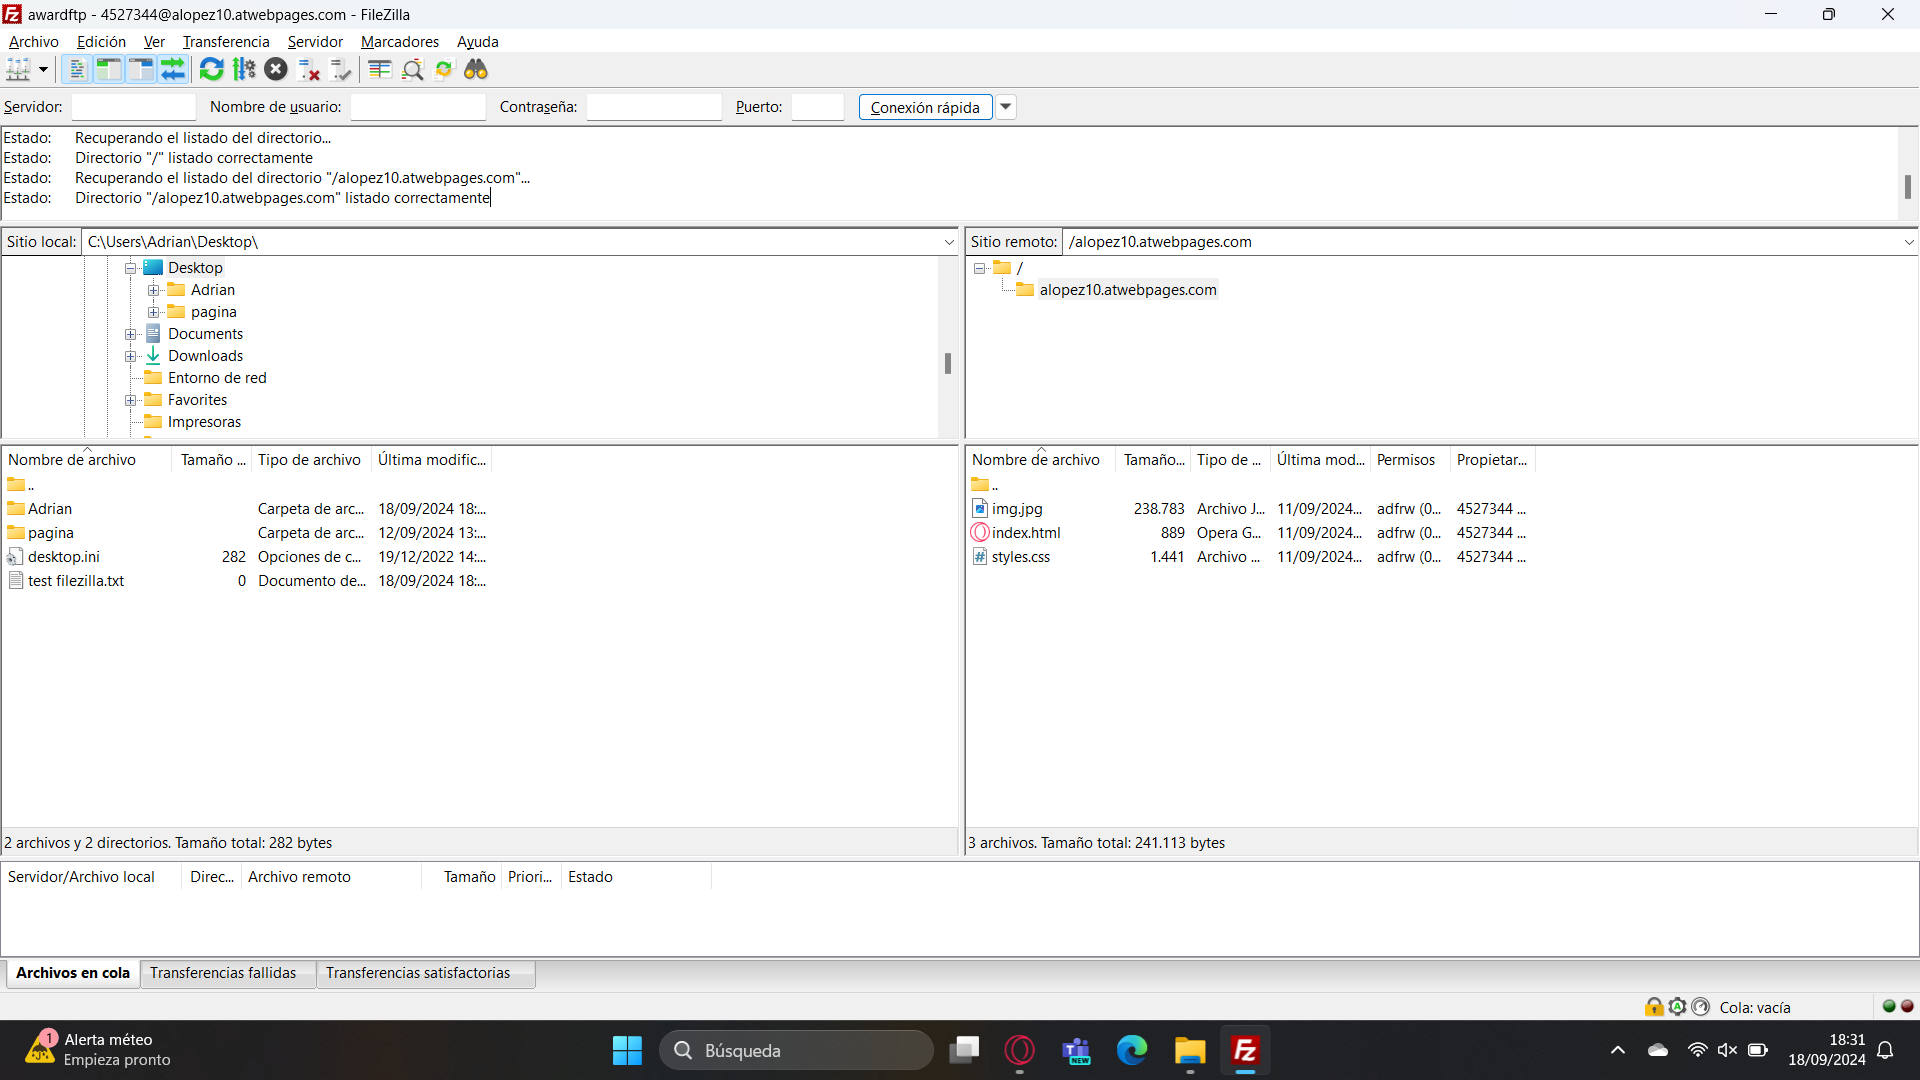 awardftp - 4527344@alopez10.atwebpages.com - FileZilla
Archivo Edición Ver Transferencia Servidor Marcadores Ayuda
Servidor: Nombre de usuario: Contraseña: Puerto: Conexión rápida
Estado: Recuperando el listado del directorio...
Estado: Directorio "/" listado correctamente
Estado: Recuperando el listado del directorio "/alopez10.atwebpages.com"...
Estado: Directorio "/alopez10.atwebpages.com" listado correctamente
Sitio local: C:\Users\Adrian\Desktop\
Desktop
Adrian
pagina
Documents
Downloads
Entorno de red
Favorites
Impresoras
Sitio remoto: /alopez10.atwebpages.com
/
alopez10.atwebpages.com
Nombre de archivo Tamaño ... Tipo de archivo Última modific...
..
Adrian Carpeta de arc... 18/09/2024 18:...
pagina Carpeta de arc... 12/09/2024 13:...
desktop.ini 282 Opciones de c... 19/12/2022 14:...
test filezilla.txt 0 Documento de... 18/09/2024 18:...
2 archivos y 2 directorios. Tamaño total: 282 bytes
Nombre de archivo Tamaño... Tipo de ... Última mod... Permisos Propietar...
..
img.jpg 238.783 Archivo J... 11/09/2024... adfrw (0... 4527344 ...
index.html 889 Opera G... 11/09/2024... adfrw (0... 4527344 ...
styles.css 1.441 Archivo ... 11/09/2024... adfrw (0... 4527344 ...
3 archivos. Tamaño total: 241.113 bytes
Servidor/Archivo local Direc... Archivo remoto Tamaño Priori... Estado
Archivos en cola Transferencias fallidas Transferencias satisfactorias
Cola: vacía
1
Alerta méteo
Empieza pronto
Búsqueda
NEW
18:31
18/09/2024